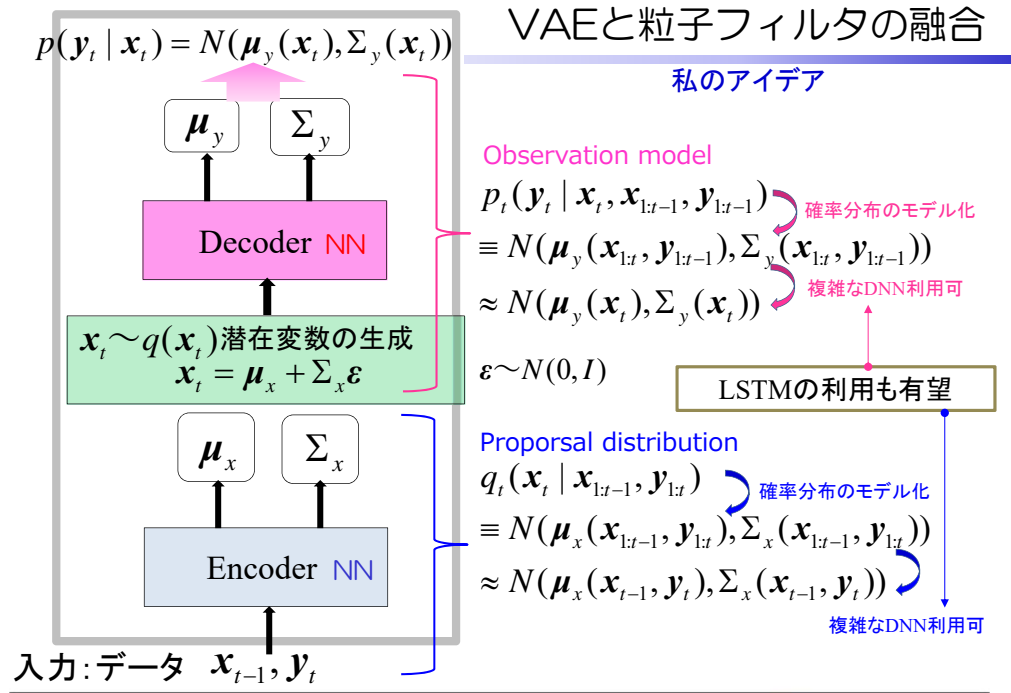 VAEと粒子フィルタの融合
私のアイデア
p(y_t | x_t) = N(μ_y(x_t), Σ_y(x_t))
μ_y
Σ_y
Decoder NN
x_t～q(x_t)潜在変数の生成
x_t = μ_x + Σ_x ε
μ_x
Σ_x
Encoder NN
入力:データ x_{t-1}, y_t
Observation model
p_t(y_t | x_t, x_{1:t-1}, y_{1:t-1})
確率分布のモデル化
≡ N(μ_y(x_{1:t}, y_{1:t-1}), Σ_y(x_{1:t}, y_{1:t-1}))
複雑なDNN利用可
≈ N(μ_y(x_t), Σ_y(x_t))
ε～N(0, I)
LSTMの利用も有望
Proporsal distribution
q_t(x_t | x_{1:t-1}, y_{1:t})
確率分布のモデル化
≡ N(μ_x(x_{1:t-1}, y_{1:t}), Σ_x(x_{1:t-1}, y_{1:t}))
≈ N(μ_x(x_{t-1}, y_t), Σ_x(x_{t-1}, y_t))
複雑なDNN利用可